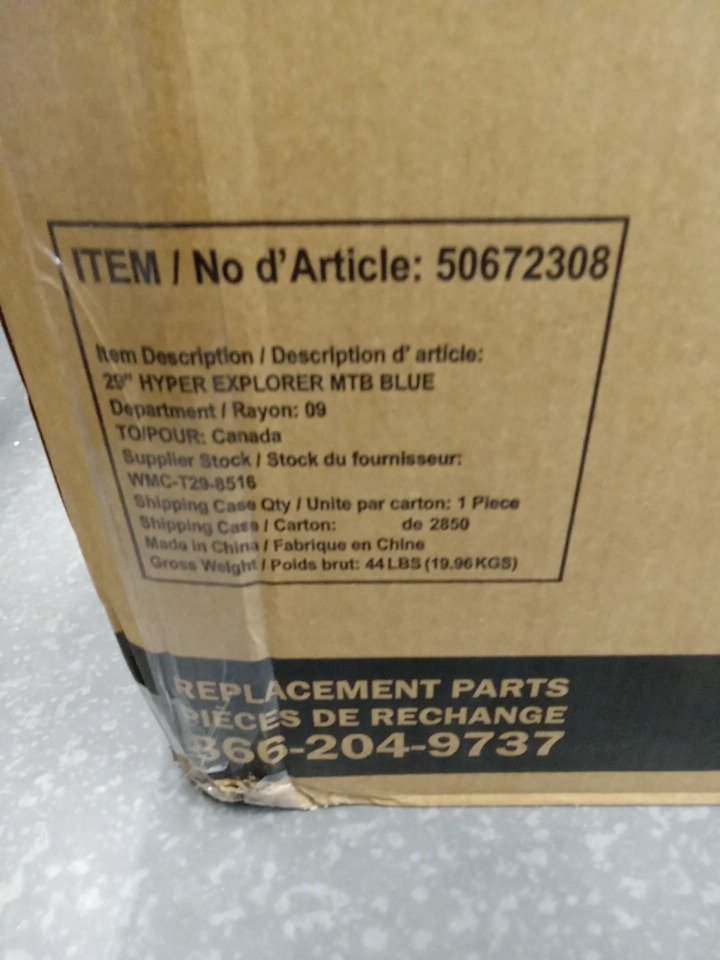 ITEM / No d'Article: 50672308
Item Description / Description d' article:
29" HYPER EXPLORER MTB BLUE
Department / Rayon: 09
TO/POUR: Canada
Supplier Stock / Stock du fournisseur:
WMC-T29-8516
Shipping Case Qty / Unite par carton: 1 Piece
Shipping Case / Carton: de 2850
Made in China / Fabrique en Chine
Gross Weight / Poids brut: 44 LBS (19.96 KGS)
REPLACEMENT PARTS
PIÈCES DE RECHANGE
866-204-9737